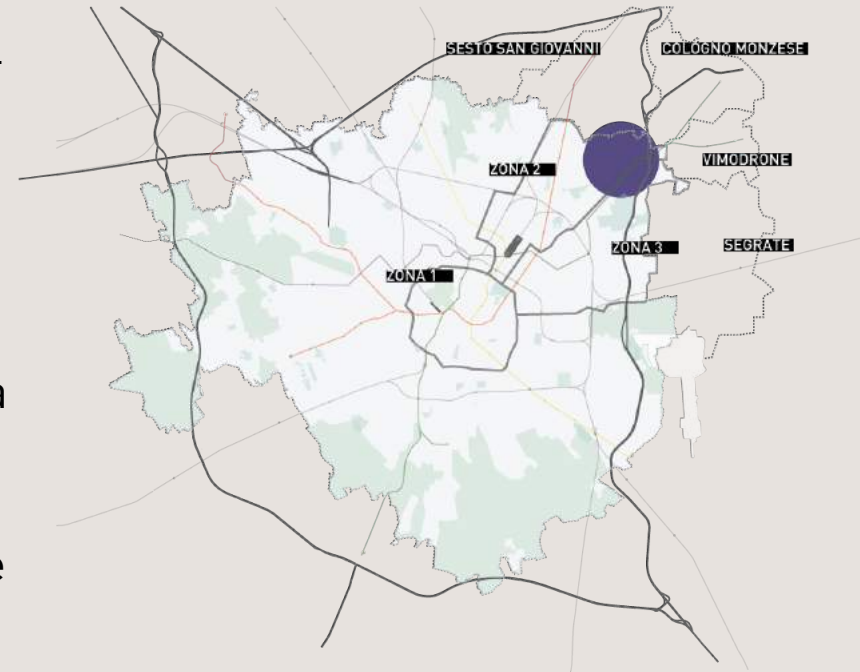 SESTO SAN GIOVANNI
COLOGNO MONZESE
ZONA 2
VIMODRONE
ZONA 3
SEGRATE
ZONA 1
a
e